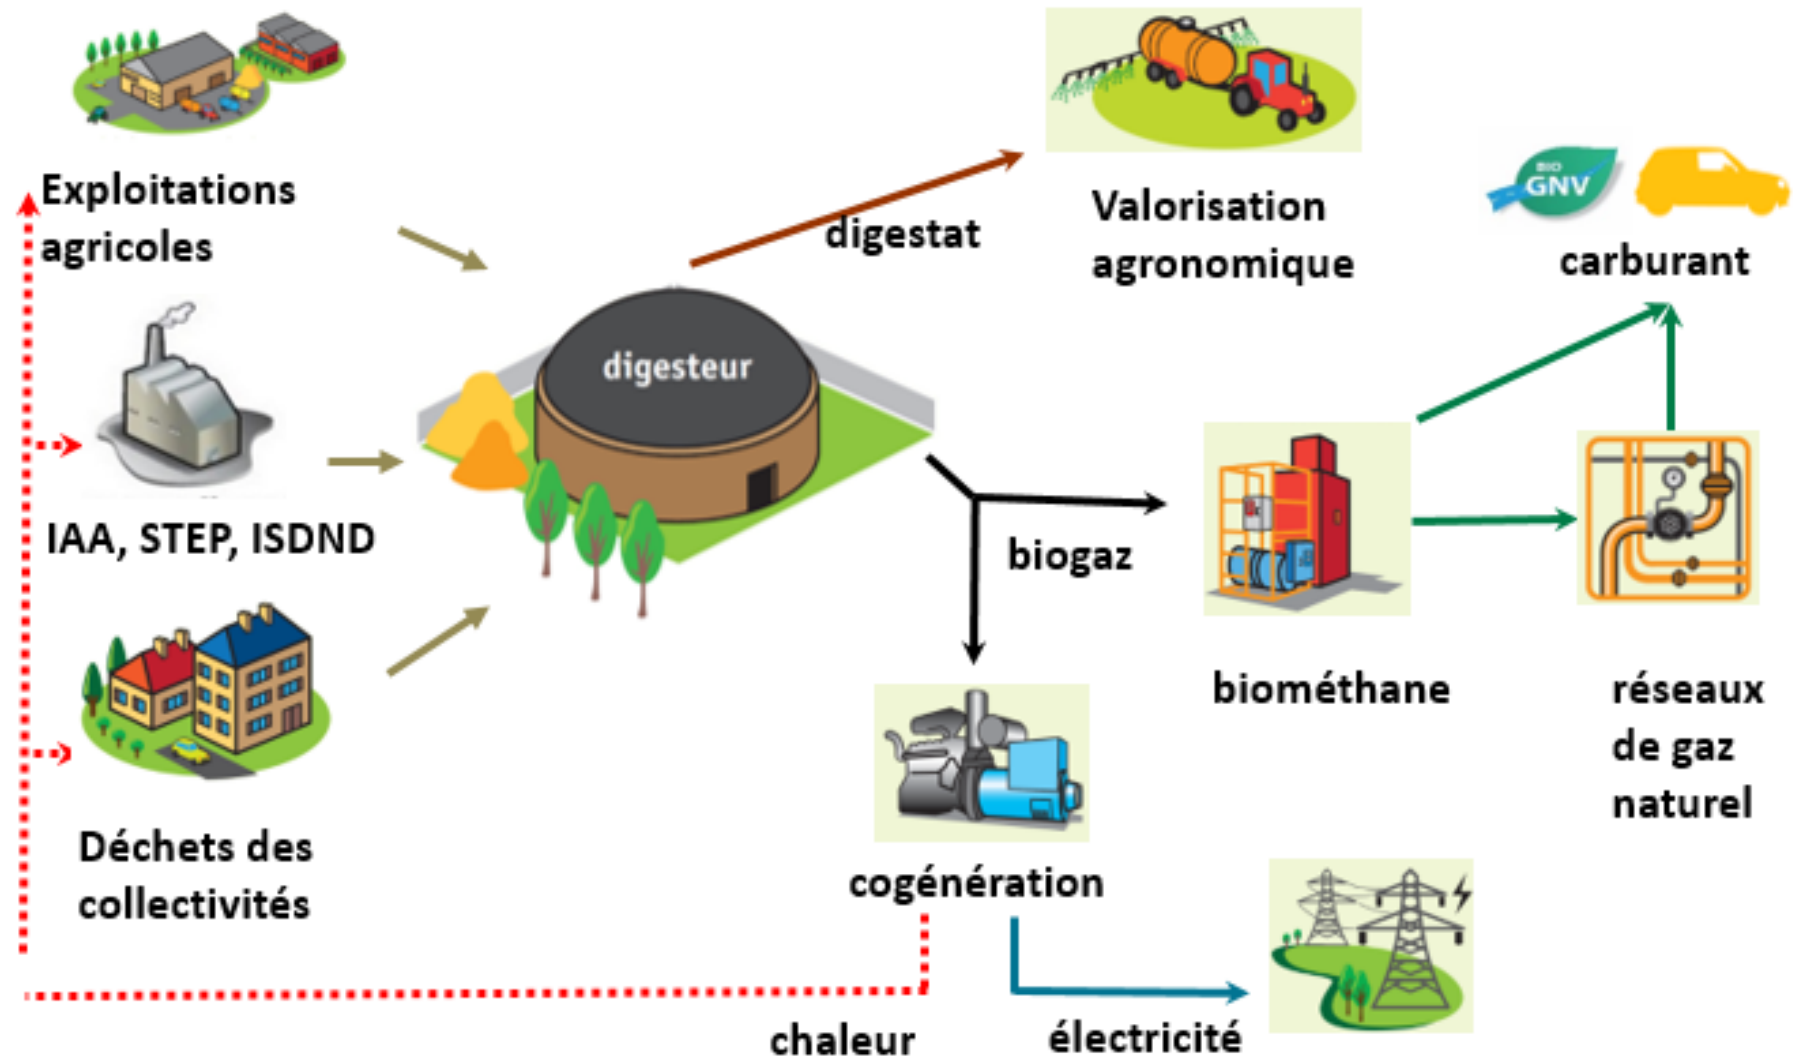 Exploitations
agricoles
IAA, STEP, ISDND
Déchets des
collectivités
digesteur
digestat
Valorisation
agronomique
BIO
GNV
carburant
biogaz
biométhane
réseaux
de gaz
naturel
cogénération
chaleur
électricité